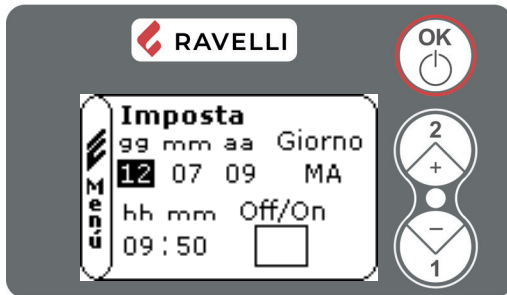 RAVELLI
OK
Imposta
gg mm aa Giorno
12 07 09 MA
hh mm Off/On
09:50
Menú
2
+
−
1